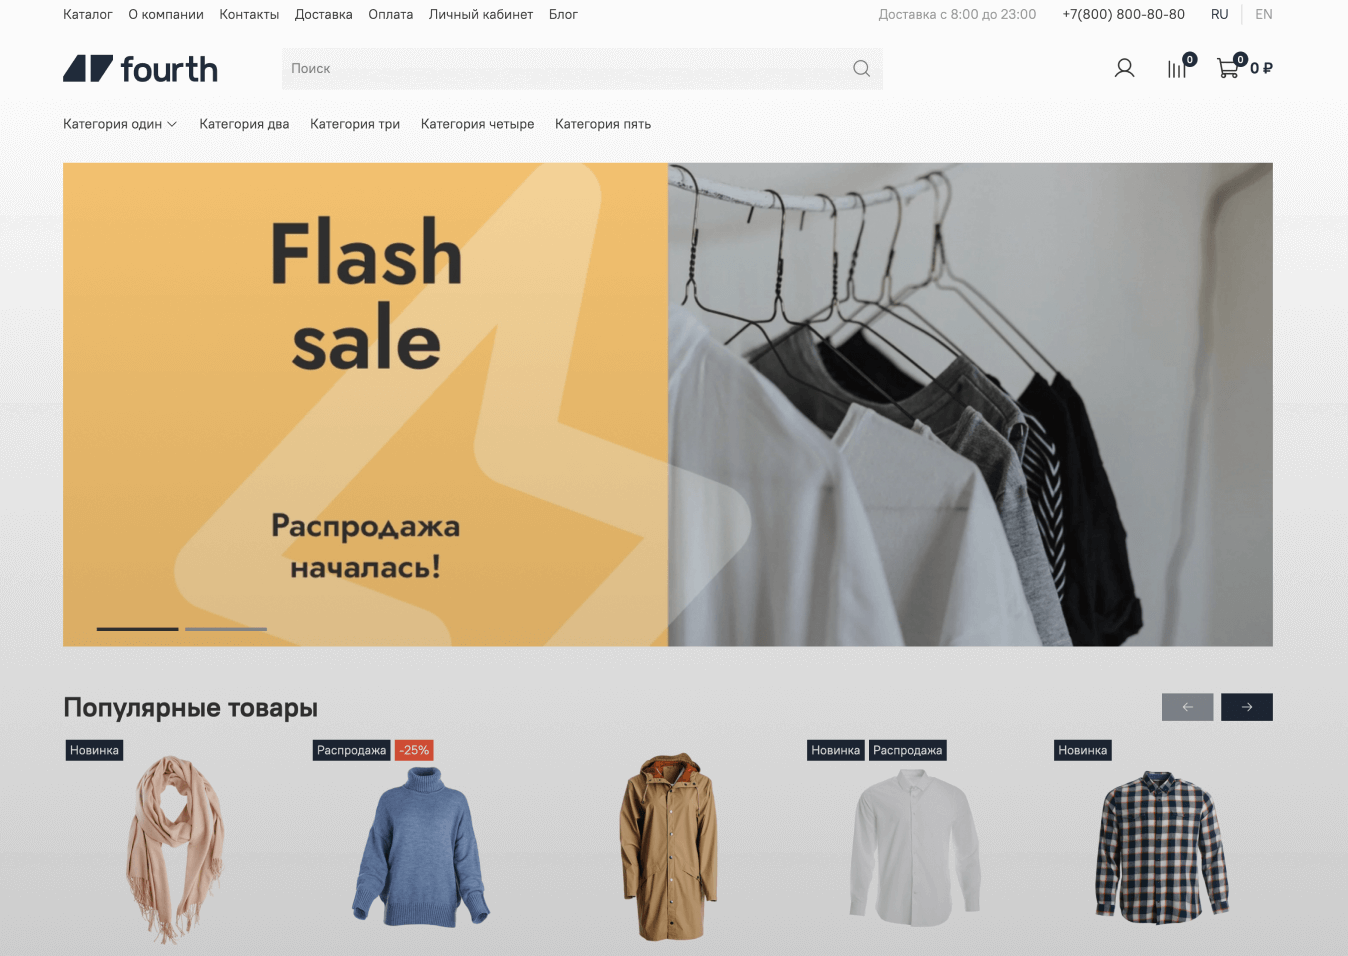 Каталог О компании Контакты Доставка Оплата Личный кабинет Блог Доставка с 8:00 до 23:00 +7(800) 800-80-80 RU EN
fourth Поиск 0 0 0 ₽
Категория один Категория два Категория три Категория четыре Категория пять
Flash
sale
Распродажа
началась!
Популярные товары
Новинка Распродажа -25% Новинка Распродажа Новинка